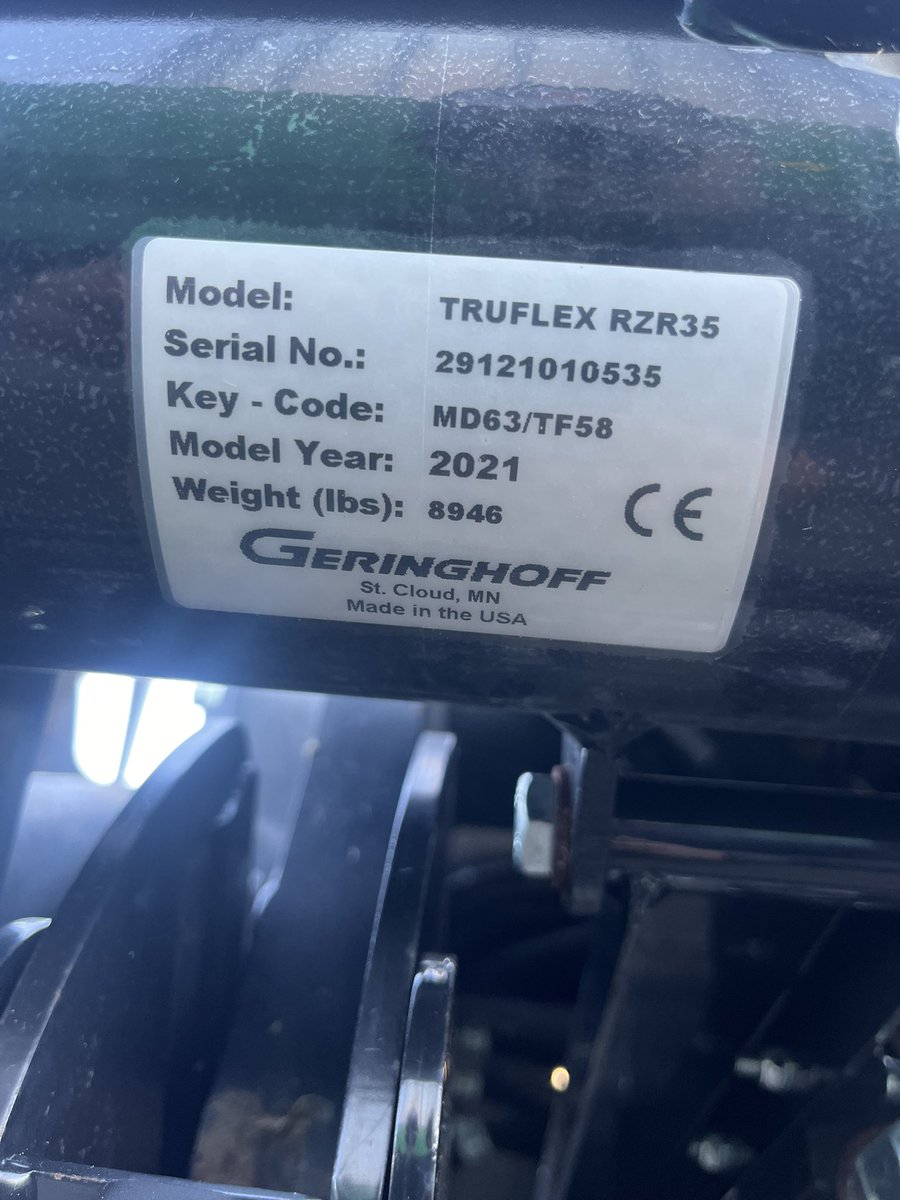 Model: TRUFLEX RZR35
Serial No.: 29121010535
Key - Code: MD63/TF58
Model Year: 2021
Weight (lbs): 8946
CE
GERINGHOFF
St. Cloud, MN
Made in the USA